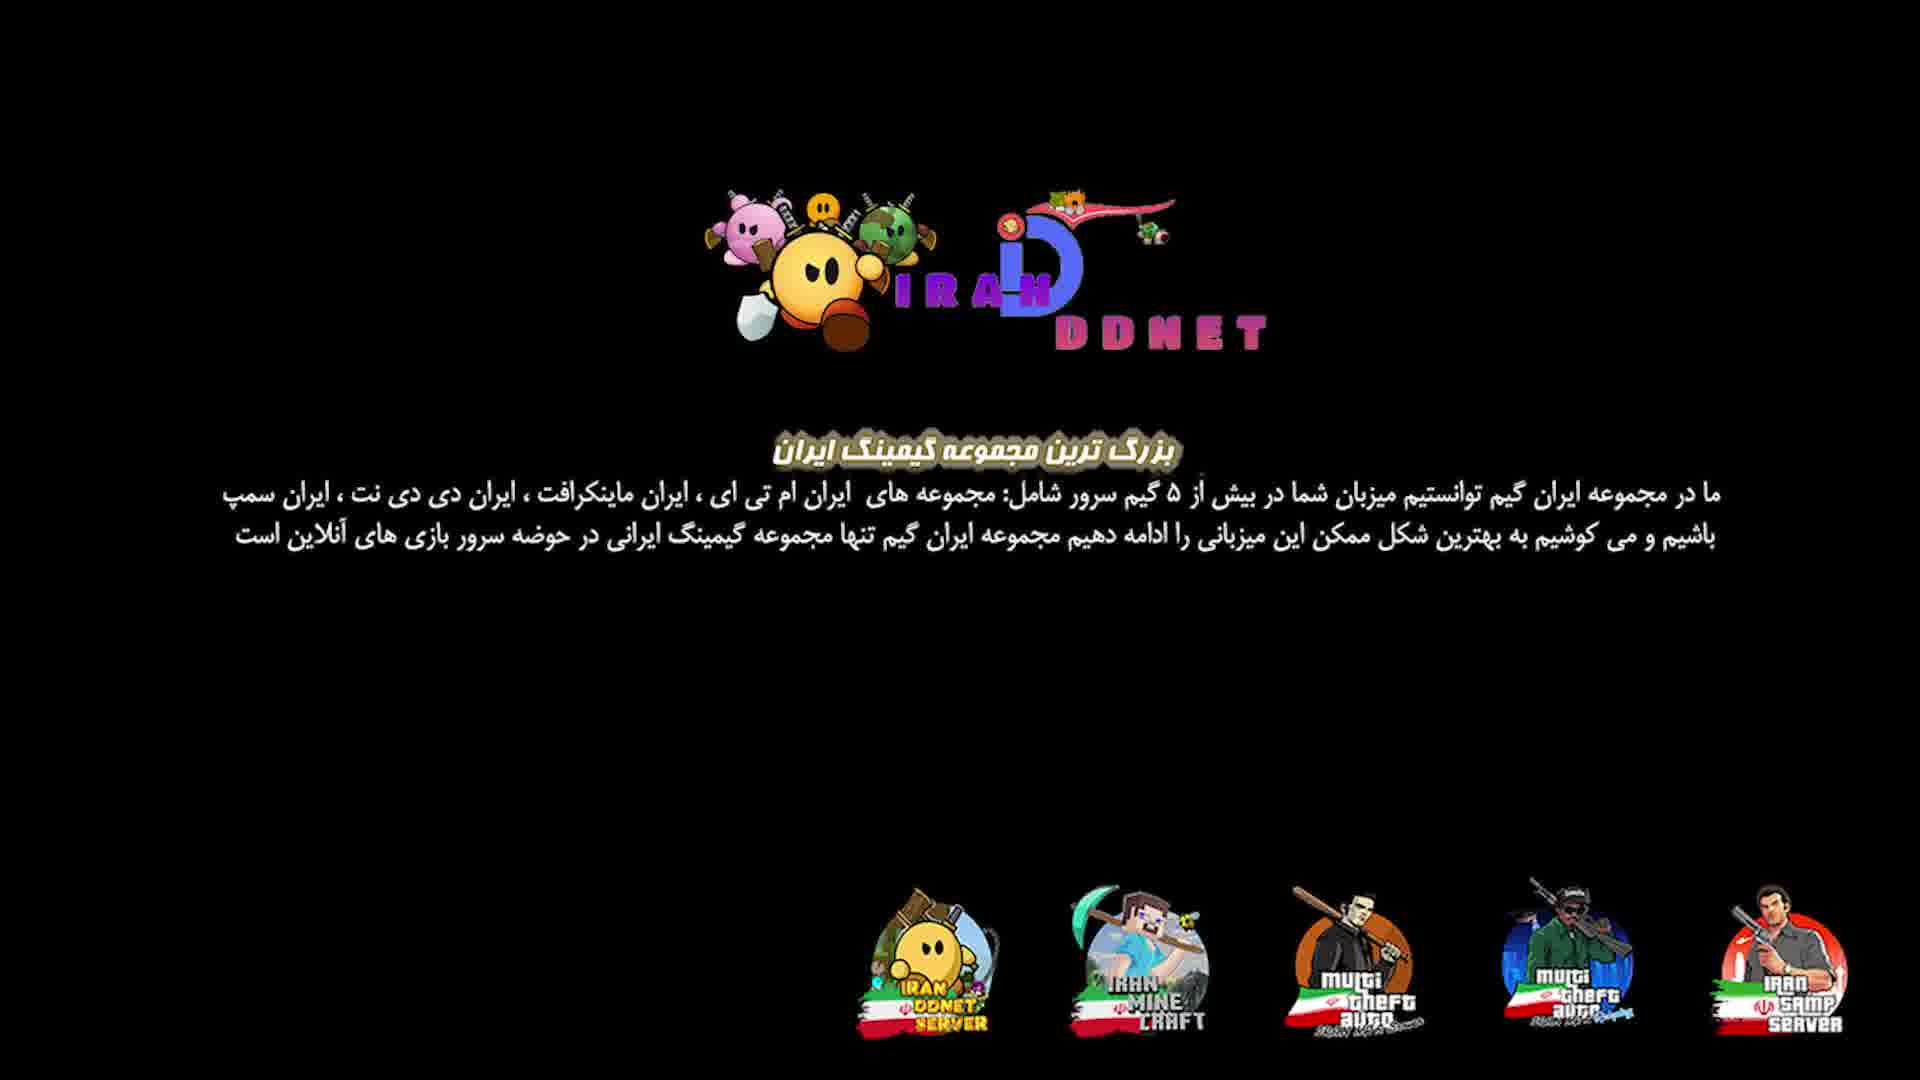 IRAN
DDNET
بزرگ ترین مجموعه گیمینگ ایران
ما در مجموعه ایران گیم توانستیم میزبان شما در بیش از ۵ گیم سرور شامل: مجموعه های ایران ام تی ای ، ایران ماینکرافت ، ایران دی دی نت ، ایران سمپ
باشیم و می کوشیم به بهترین شکل ممکن این میزبانی را ادامه دهیم مجموعه ایران گیم تنها مجموعه گیمینگ ایرانی در حوضه سرور بازی های آنلاین است
IRAN
DDNET
SERVER
IRAN
MINE
CRAFT
multi
theft
auto
multi
theft
auto
IRAN
SAMP
SERVER